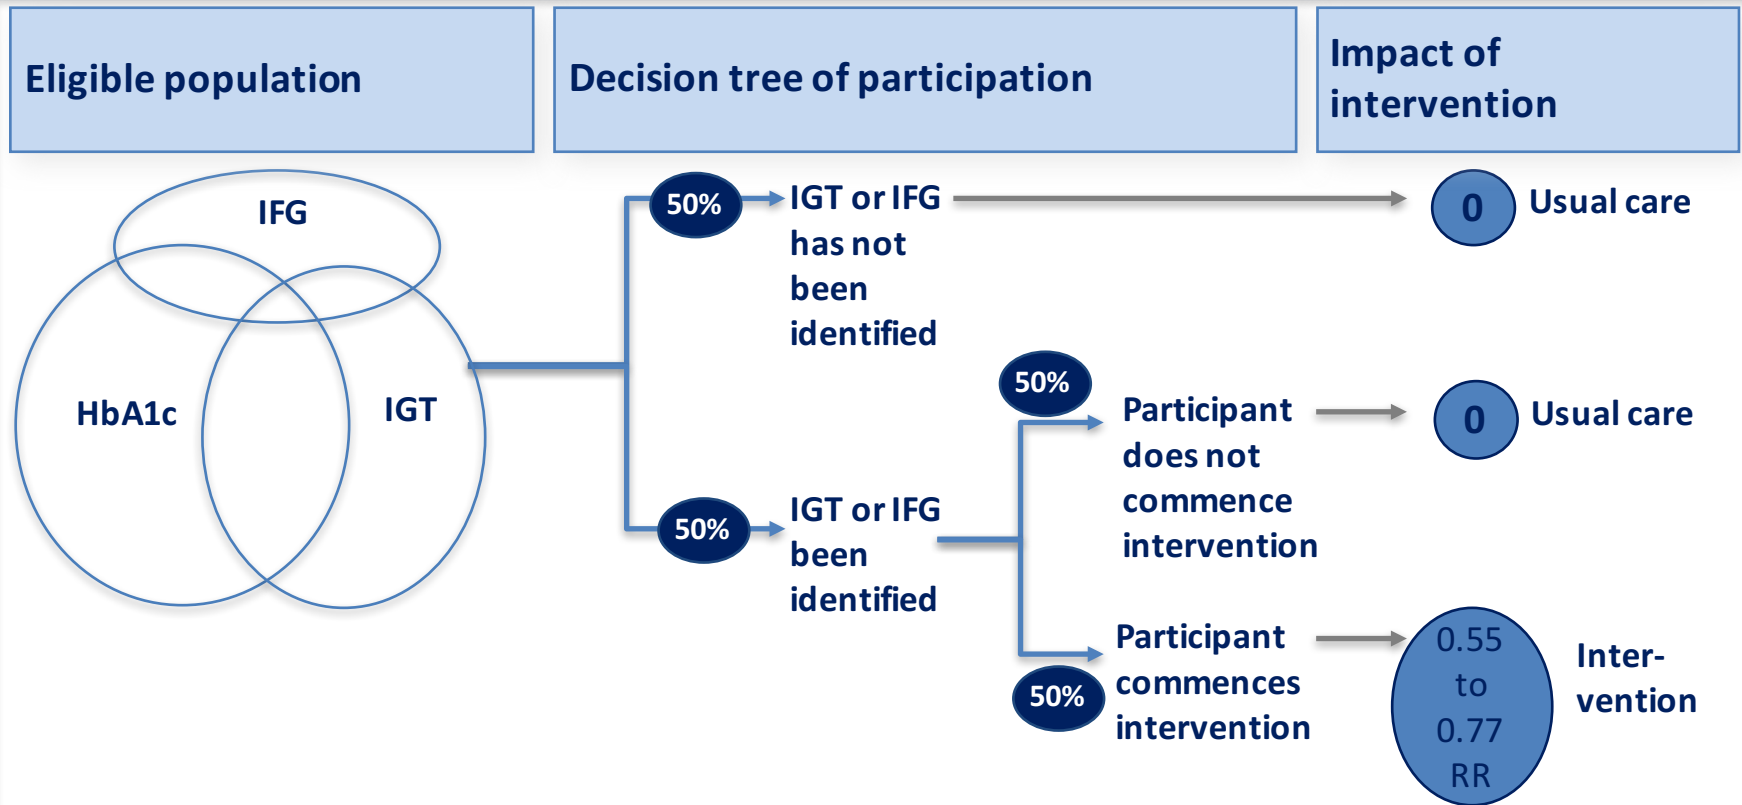 Eligible population
Decision tree of participation
Impact of
intervention
IFG
HbA1c
IGT
50%
IGT or IFG
has not
been
identified
0
Usual care
50%
IGT or IFG
been
identified
50%
Participant
does not
commence
intervention
0
Usual care
50%
Participant
commences
intervention
0.55
to
0.77
RR
Inter-
vention